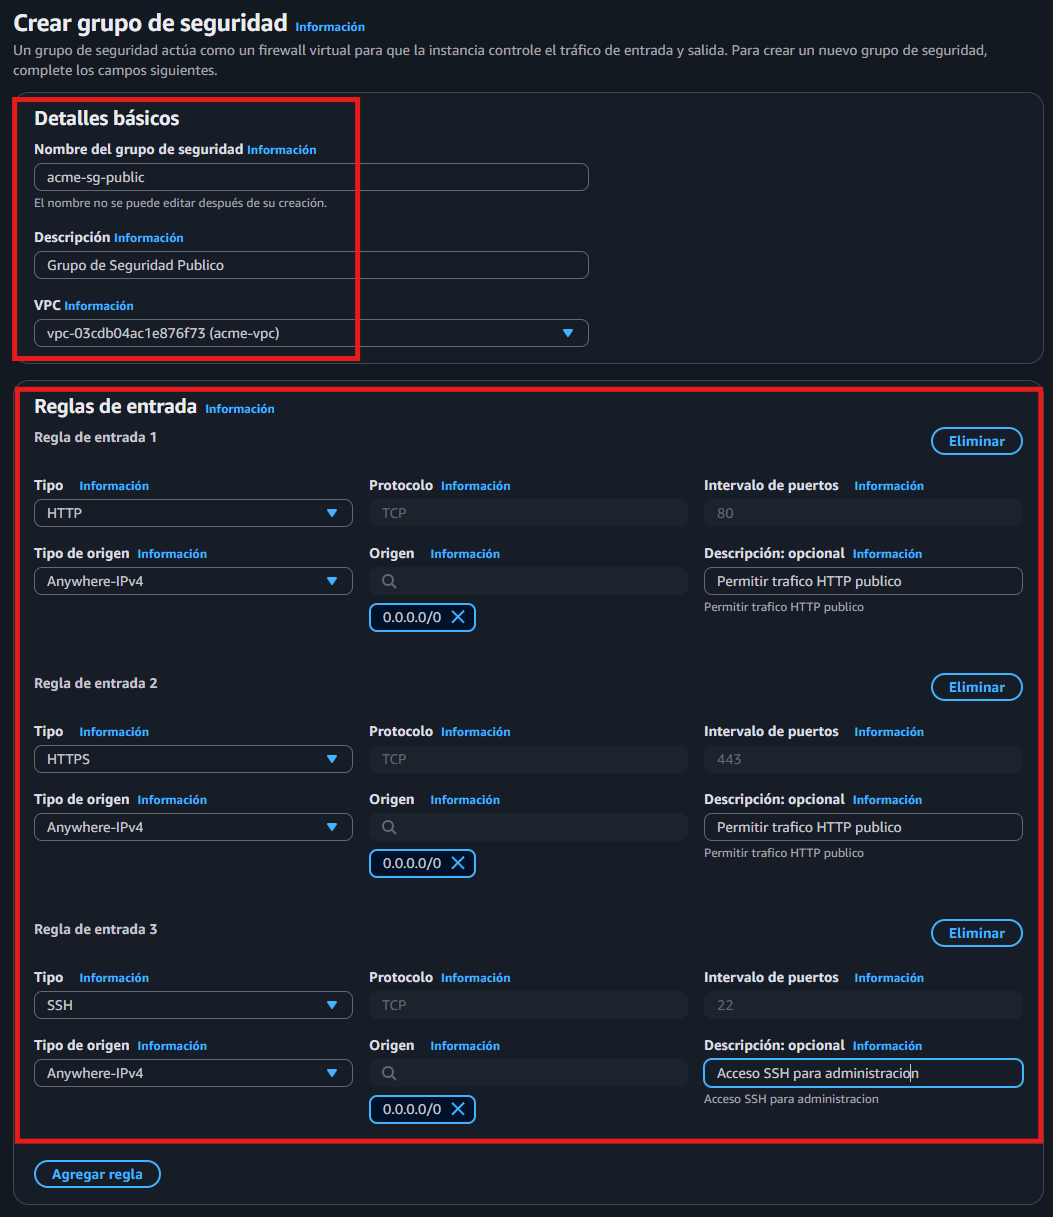 Crear grupo de seguridad Información
Un grupo de seguridad actúa como un firewall virtual para que la instancia controle el tráfico de entrada y salida. Para crear un nuevo grupo de seguridad,
complete los campos siguientes.
Detalles básicos
Nombre del grupo de seguridad Información
acme-sg-public
El nombre no se puede editar después de su creación.
Descripción Información
Grupo de Seguridad Publico
VPC Información
vpc-03cdb04ac1e876f73 (acme-vpc)
Reglas de entrada Información
Regla de entrada 1 Eliminar
Tipo Información Protocolo Información Intervalo de puertos Información
HTTP TCP 80
Tipo de origen Información Origen Información Descripción: opcional Información
Anywhere-IPv4 Permitir trafico HTTP publico
Permitir trafico HTTP publico
0.0.0.0/0
Regla de entrada 2 Eliminar
Tipo Información Protocolo Información Intervalo de puertos Información
HTTPS TCP 443
Tipo de origen Información Origen Información Descripción: opcional Información
Anywhere-IPv4 Permitir trafico HTTP publico
Permitir trafico HTTP publico
0.0.0.0/0
Regla de entrada 3 Eliminar
Tipo Información Protocolo Información Intervalo de puertos Información
SSH TCP 22
Tipo de origen Información Origen Información Descripción: opcional Información
Anywhere-IPv4 Acceso SSH para administracion
Acceso SSH para administracion
0.0.0.0/0
Agregar regla